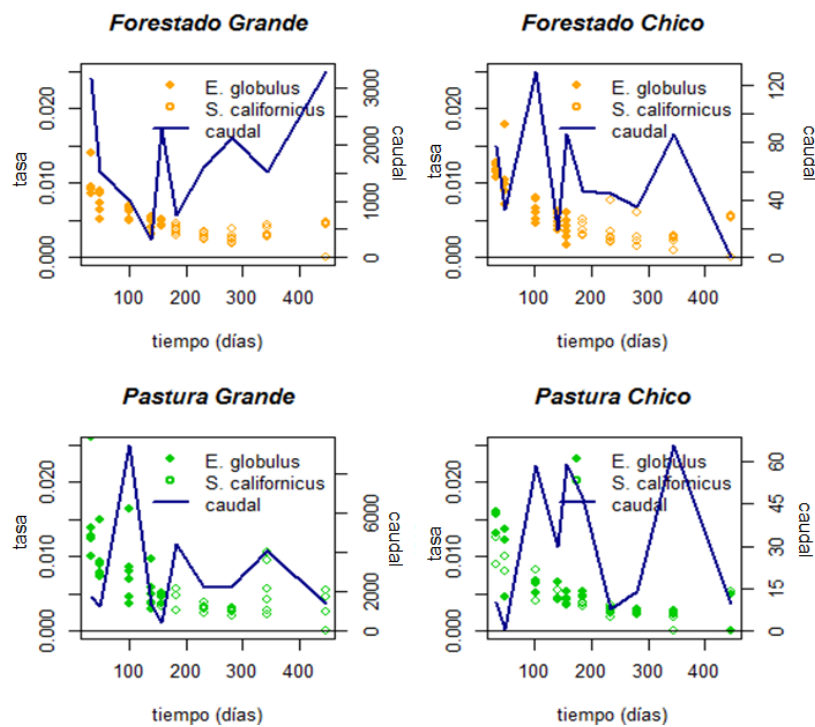 Forestado Grande
E. globulus
S. californicus
caudal
tasa
0.000 0.010 0.020
caudal
0 1000 2000 3000
100 200 300 400
tiempo (días)
Forestado Chico
E. globulus
S. californicus
caudal
tasa
0.000 0.010 0.020
caudal
0 40 80 120
100 200 300 400
tiempo (días)
Pastura Grande
E. globulus
S. californicus
caudal
tasa
0.000 0.010 0.020
caudal
0 2000 6000
100 200 300 400
tiempo (días)
Pastura Chico
E. globulus
S. californicus
caudal
tasa
0.000 0.010 0.020
caudal
0 15 30 45 60
100 200 300 400
tiempo (días)